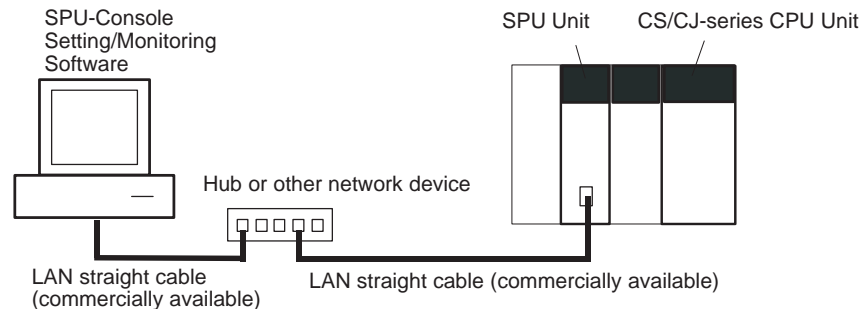 SPU-Console
Setting/Monitoring
Software
SPU Unit
CS/CJ-series CPU Unit
Hub or other network device
LAN straight cable
(commercially available)
LAN straight cable (commercially available)